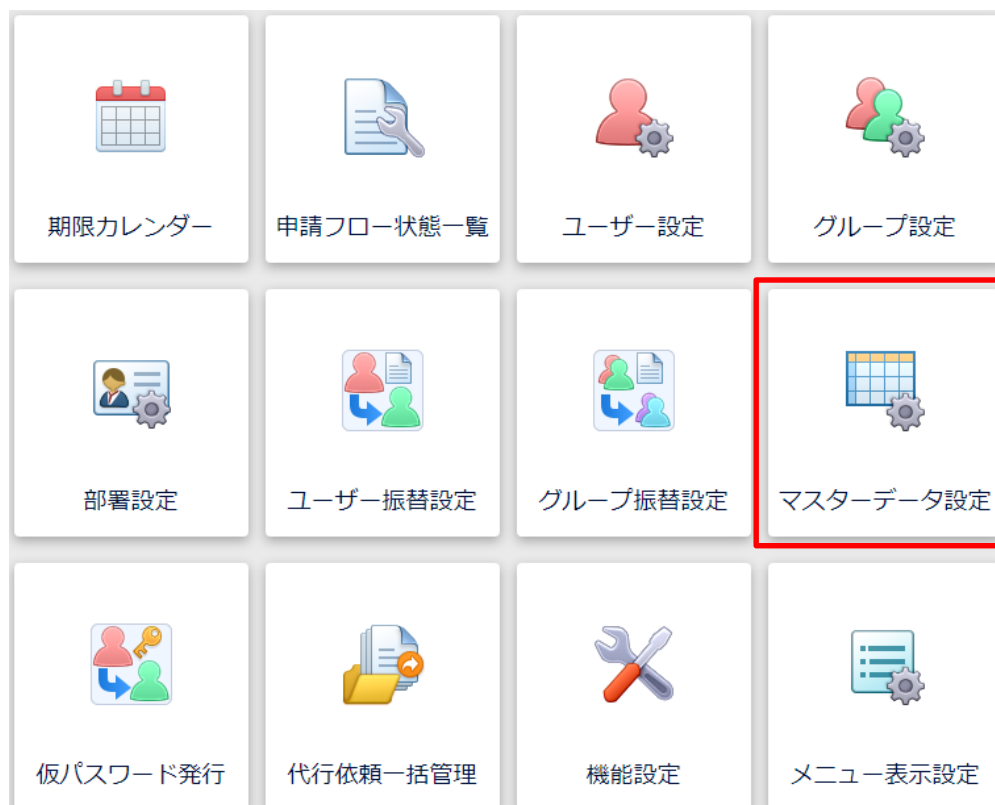 期限カレンダー
申請フロー状態一覧
ユーザー設定
グループ設定
部署設定
ユーザー振替設定
グループ振替設定
マスターデータ設定
仮パスワード発行
代行依頼一括管理
機能設定
メニュー表示設定